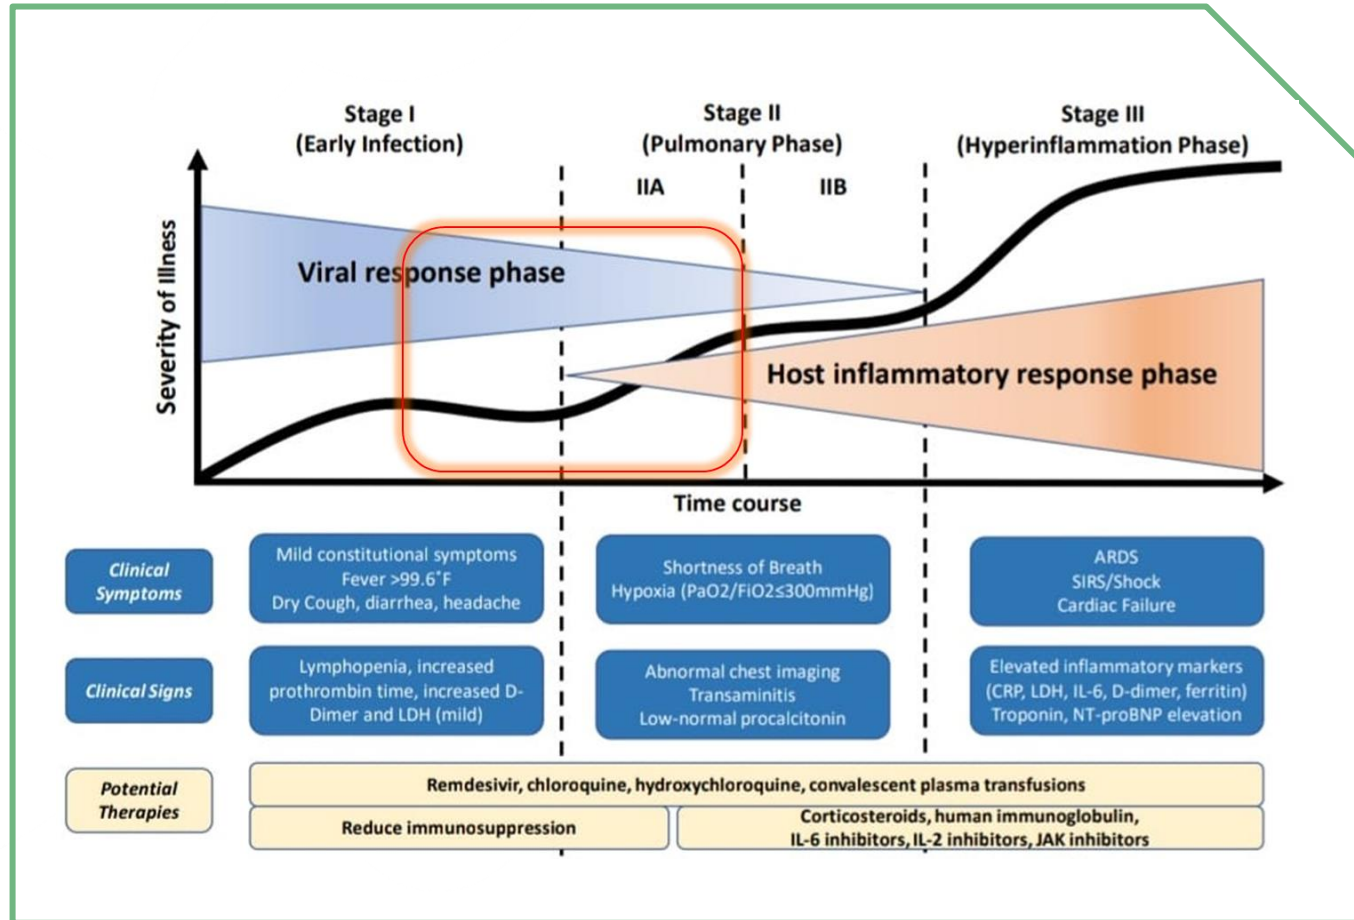 Stage I
(Early Infection)
Stage II
(Pulmonary Phase)
Stage III
(Hyperinflammation Phase)
IIA
IIB
Severity of Illness
Viral response phase
Host inflammatory response phase
Time course
Clinical
Symptoms
Mild constitutional symptoms
Fever >99.6°F
Dry Cough, diarrhea, headache
Shortness of Breath
Hypoxia (PaO2/FiO2≤300mmHg)
ARDS
SIRS/Shock
Cardiac Failure
Clinical Signs
Lymphopenia, increased
prothrombin time, increased D-
Dimer and LDH (mild)
Abnormal chest imaging
Transaminitis
Low-normal procalcitonin
Elevated inflammatory markers
(CRP, LDH, IL-6, D-dimer, ferritin)
Troponin, NT-proBNP elevation
Potential
Therapies
Remdesivir, chloroquine, hydroxychloroquine, convalescent plasma transfusions
Reduce immunosuppression
Corticosteroids, human immunoglobulin,
IL-6 inhibitors, IL-2 inhibitors, JAK inhibitors